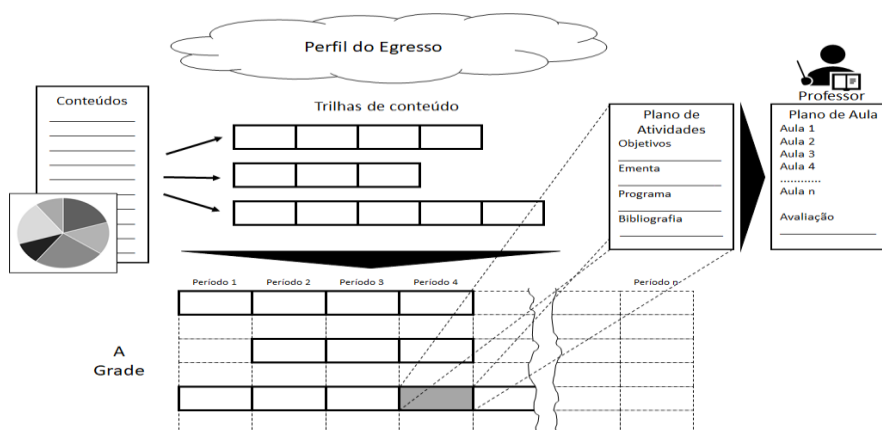 Perfil do Egresso
Professor
Conteúdos
Trilhas de conteúdo
Plano de
Atividades
Objetivos
Ementa
Programa
Bibliografia
Plano de Aula
Aula 1
Aula 2
Aula 3
Aula 4
............
Aula n
Avaliação
Período 1
Período 2
Período 3
Período 4
Período n
A
Grade